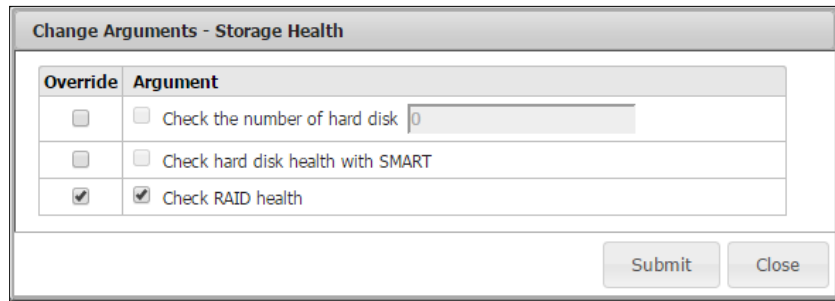 Change Arguments - Storage Health
Override Argument
Check the number of hard disk 0
Check hard disk health with SMART
Check RAID health
Submit Close